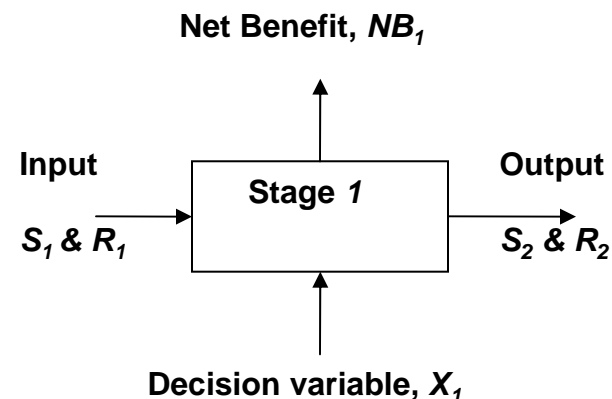 Net Benefit, NB₁
Input
Output
Stage 1
S₁ & R₁
S₂ & R₂
Decision variable, X₁